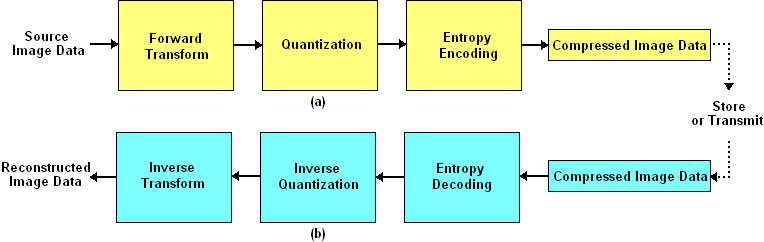 Source
Image Data
Forward
Transform
Quantization
Entropy
Encoding
Compressed Image Data
(a)
Store
or Transmit
Reconstructed
Image Data
Inverse
Transform
Inverse
Quantization
Entropy
Decoding
Compressed Image Data
(b)